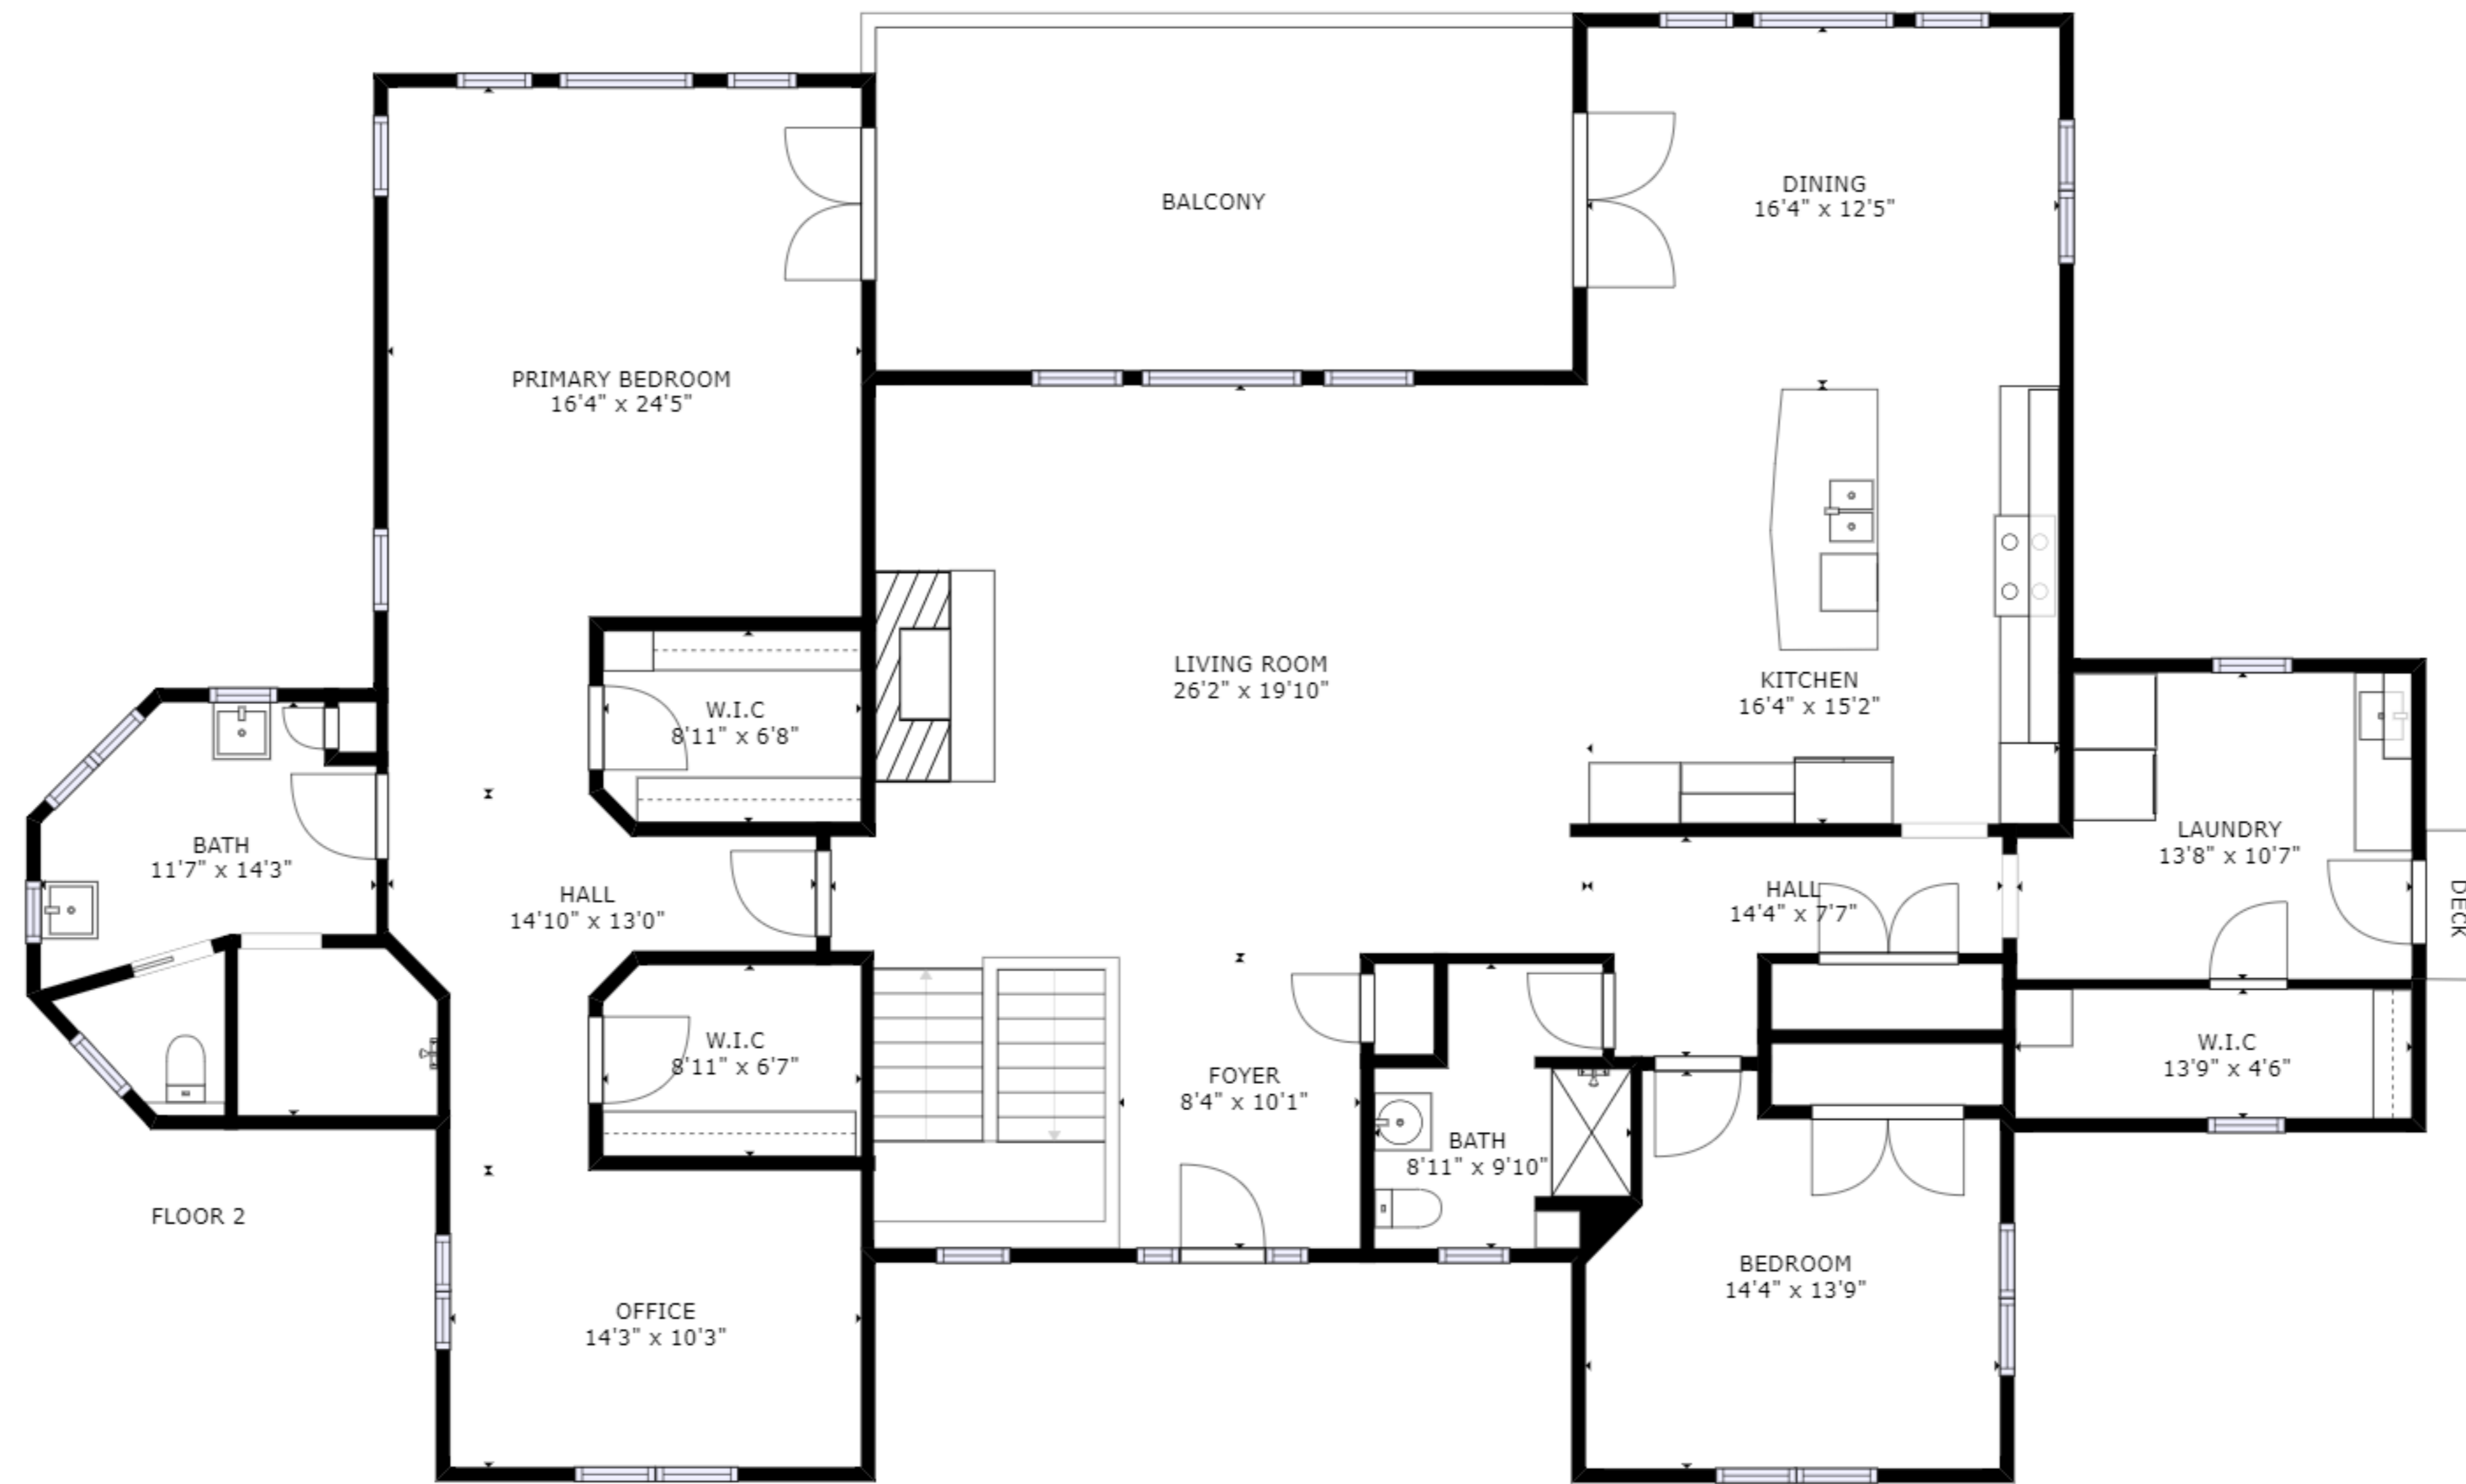 BALCONY
DINING
16'4" x 12'5"
PRIMARY BEDROOM
16'4" x 24'5"
LIVING ROOM
26'2" x 19'10"
KITCHEN
16'4" x 15'2"
W.I.C
8'11" x 6'8"
BATH
11'7" x 14'3"
HALL
14'10" x 13'0"
HALL
14'4" x 7'7"
LAUNDRY
13'8" x 10'7"
DECK
W.I.C
8'11" x 6'7"
FOYER
8'4" x 10'1"
BATH
8'11" x 9'10"
W.I.C
13'9" x 4'6"
FLOOR 2
OFFICE
14'3" x 10'3"
BEDROOM
14'4" x 13'9"